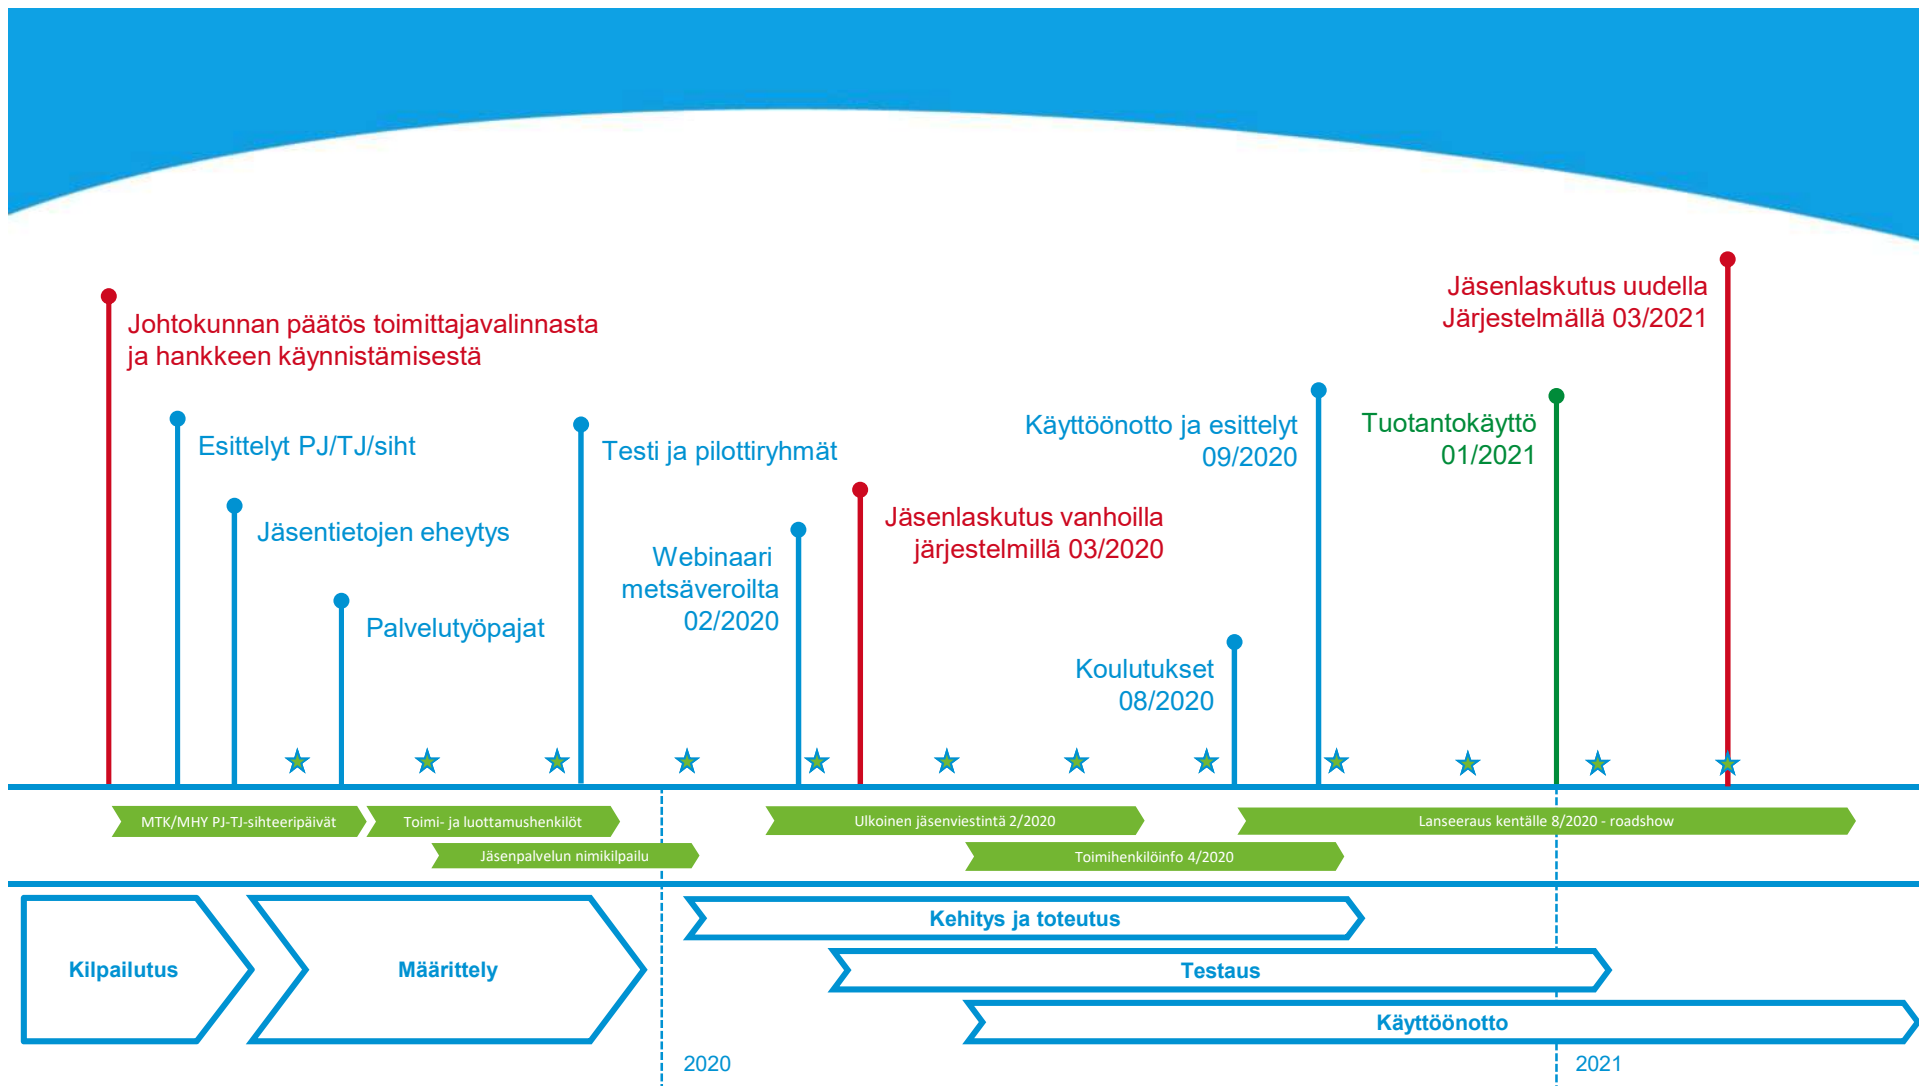 Johtokunnan päätös toimittajavalinnasta
ja hankkeen käynnistämisestä
Esittelyt PJ/TJ/siht
Jäsentietojen eheytys
Palvelutyöpajat
Testi ja pilottiryhmät
Webinaari
metsäveroilta
02/2020
Jäsenlaskutus vanhoilla
järjestelmillä 03/2020
Koulutukset
08/2020
Käyttöönotto ja esittelyt
09/2020
Tuotantokäyttö
01/2021
Jäsenlaskutus uudella
Järjestelmällä 03/2021
MTK/MHY PJ-TJ-sihteeripäivät
Toimi- ja luottamushenkilöt
Jäsenpalvelun nimikilpailu
Ulkoinen jäsenviestintä 2/2020
Toimihenkilöinfo 4/2020
Lanseeraus kentälle 8/2020 - roadshow
Kilpailutus
Määrittely
Kehitys ja toteutus
Testaus
Käyttöönotto
2020
2021